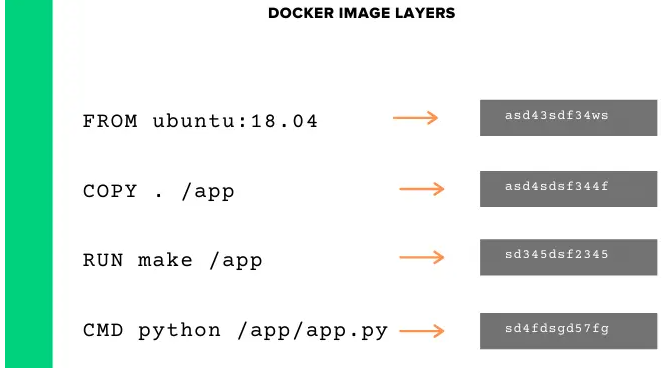 DOCKER IMAGE LAYERS
FROM ubuntu:18.04
asd43sdf34ws
COPY . /app
asd4sdsf344f
RUN make /app
sd345dsf2345
CMD python /app/app.py
sd4fdsgd57fg